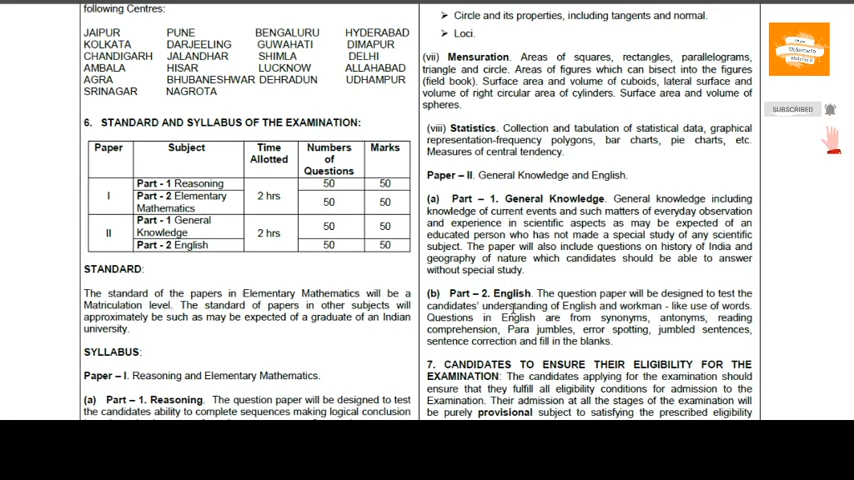 following Centres:
JAIPUR PUNE BENGALURU HYDERABAD
KOLKATA DARJEELING GUWAHATI DIMAPUR
CHANDIGARH JALANDHAR SHIMLA DELHI
AMBALA HISAR LUCKNOW ALLAHABAD
AGRA BHUBANESHWAR DEHRADUN UDHAMPUR
SRINAGAR NAGROTA
6. STANDARD AND SYLLABUS OF THE EXAMINATION:
Paper Subject Time Allotted Numbers of Questions Marks
I Part - 1 Reasoning 2 hrs 50 50
Part - 2 Elementary Mathematics 50 50
II Part - 1 General Knowledge 2 hrs 50 50
Part - 2 English 50 50
STANDARD:
The standard of the papers in Elementary Mathematics will be a
Matriculation level. The standard of papers in other subjects will
approximately be such as may be expected of a graduate of an Indian
university.
SYLLABUS:
Paper – I. Reasoning and Elementary Mathematics.
(a) Part – 1. Reasoning. The question paper will be designed to test
the candidates ability to complete sequences making logical conclusion
➢ Circle and its properties, including tangents and normal.
➢ Loci.
(vii) Mensuration. Areas of squares, rectangles, parallelograms,
triangle and circle. Areas of figures which can bisect into the figures
(field book). Surface area and volume of cuboids, lateral surface and
volume of right circular area of cylinders. Surface area and volume of
spheres.
(viii) Statistics. Collection and tabulation of statistical data, graphical
representation-frequency polygons, bar charts, pie charts, etc.
Measures of central tendency.
Paper – II. General Knowledge and English.
(a) Part – 1. General Knowledge. General knowledge including
knowledge of current events and such matters of everyday observation
and experience in scientific aspects as may be expected of an
educated person who has not made a special study of any scientific
subject. The paper will also include questions on history of India and
geography of nature which candidates should be able to answer
without special study.
(b) Part – 2. English. The question paper will be designed to test the
candidates' understanding of English and workman - like use of words.
Questions in English are from synonyms, antonyms, reading
comprehension, Para jumbles, error spotting, jumbled sentences,
sentence correction and fill in the blanks.
7. CANDIDATES TO ENSURE THEIR ELIGIBILITY FOR THE
EXAMINATION: The candidates applying for the examination should
ensure that they fulfill all eligibility conditions for admission to the
Examination. Their admission at all the stages of the examination will
be purely provisional subject to satisfying the prescribed eligibility
SUBSCRIBED